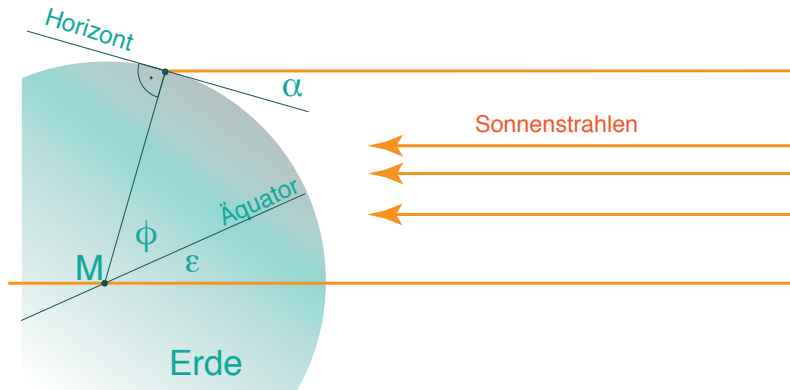 Horizont
α
Sonnenstrahlen
Äquator
ϕ
ε
M
Erde